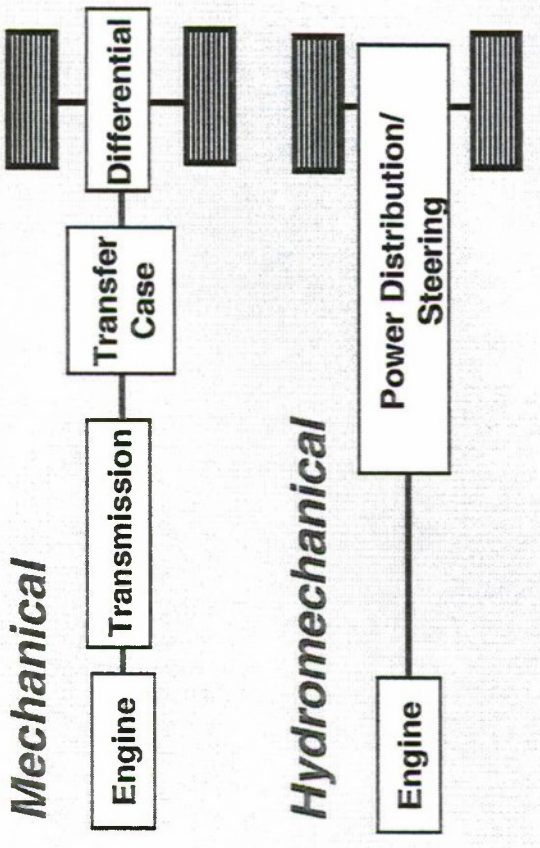 Mechanical
Engine
Transmission
Transfer
Case
Differential
Hydromechanical
Engine
Power Distribution/
Steering